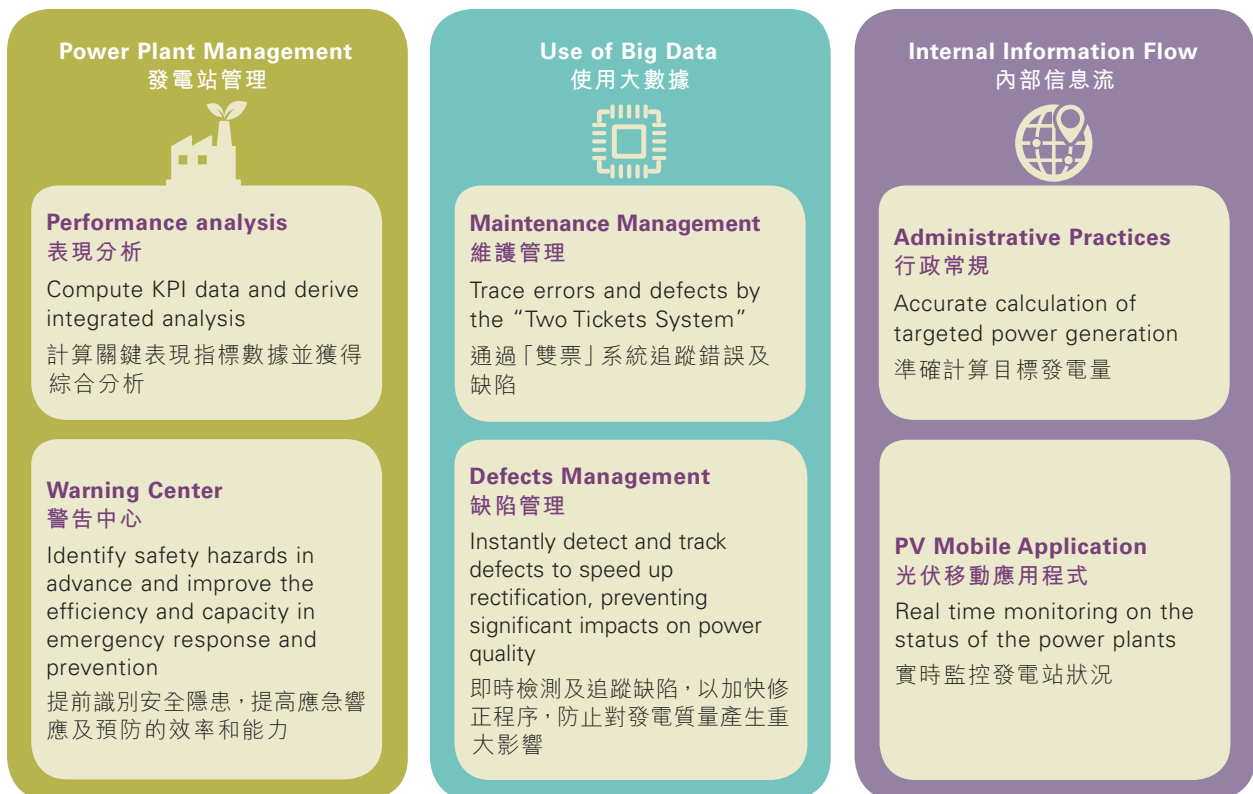 Power Plant Management
發電站管理
Performance analysis
表現分析
Compute KPI data and derive
integrated analysis
計算關鍵表現指標數據並獲得
綜合分析
Warning Center
警告中心
Identify safety hazards in
advance and improve the
efficiency and capacity in
emergency response and
prevention
提前識別安全隱患，提高應急響
應及預防的效率和能力
Use of Big Data
使用大數據
Maintenance Management
維護管理
Trace errors and defects by
the “Two Tickets System”
通過「雙票」系統追蹤錯誤及
缺陷
Defects Management
缺陷管理
Instantly detect and track
defects to speed up
rectification, preventing
significant impacts on power
quality
即時檢測及追蹤缺陷，以加快修
正程序，防止對發電質量產生重
大影響
Internal Information Flow
內部信息流
Administrative Practices
行政常規
Accurate calculation of
targeted power generation
準確計算目標發電量
PV Mobile Application
光伏移動應用程式
Real time monitoring on the
status of the power plants
實時監控發電站狀況